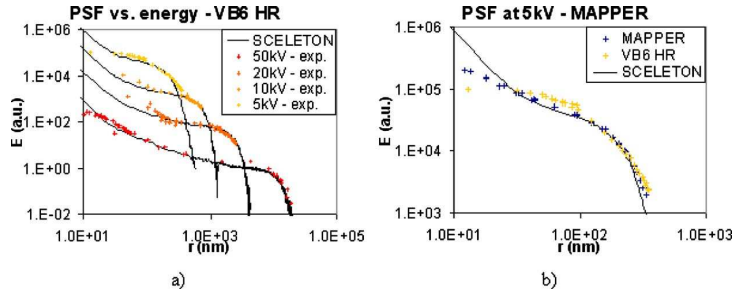 PSF vs. energy - VB6 HR
E (a.u.)
1.E+06
1.E+04
1.E+02
1.E+00
1.E-02
SCELETON
50kV - exp.
20kV - exp.
10kV - exp.
5kV - exp.
1.0E+01
1.0E+03
1.0E+05
r (nm)
a)
PSF at 5kV - MAPPER
E (a.u.)
1.E+06
1.E+05
1.E+04
1.E+03
MAPPER
VB6 HR
SCELETON
1.0E+01
1.0E+02
1.0E+03
r (nm)
b)